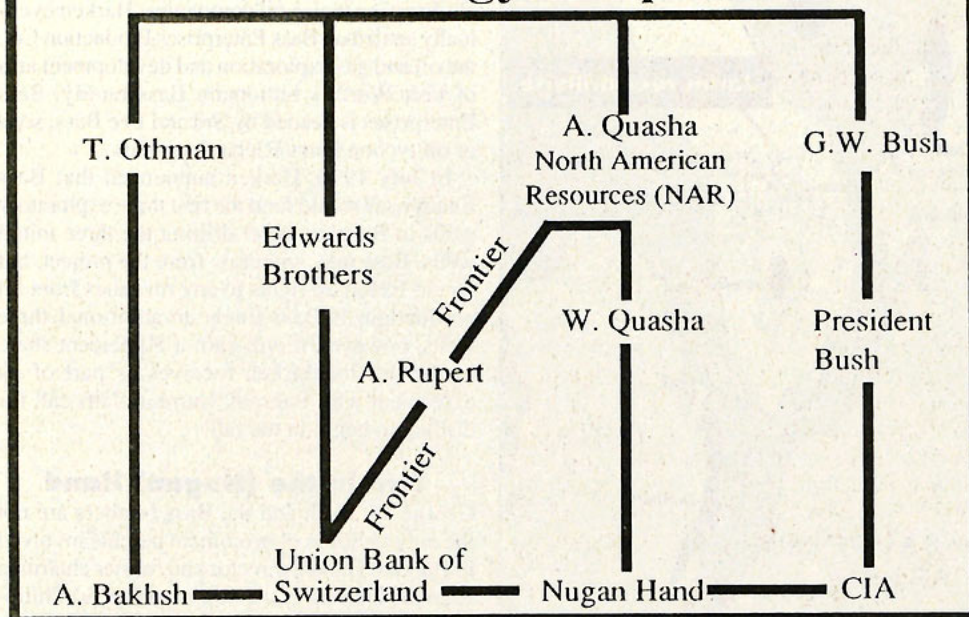 T. Othman
A. Quasha
North American
Resources (NAR)
G.W. Bush
Edwards
Brothers
Frontier
W. Quasha
President
Bush
A. Rupert
Frontier
Union Bank of
Switzerland
A. Bakhsh
Nugan Hand
CIA